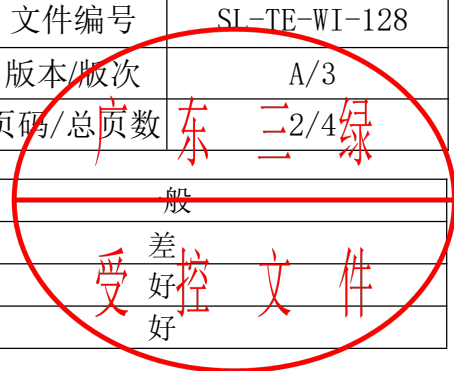 文件编号 SL-TE-WI-128
版本/版次 A/3
页码/总页数 2/4
广东三绿
一般
差
受控文件
好
好